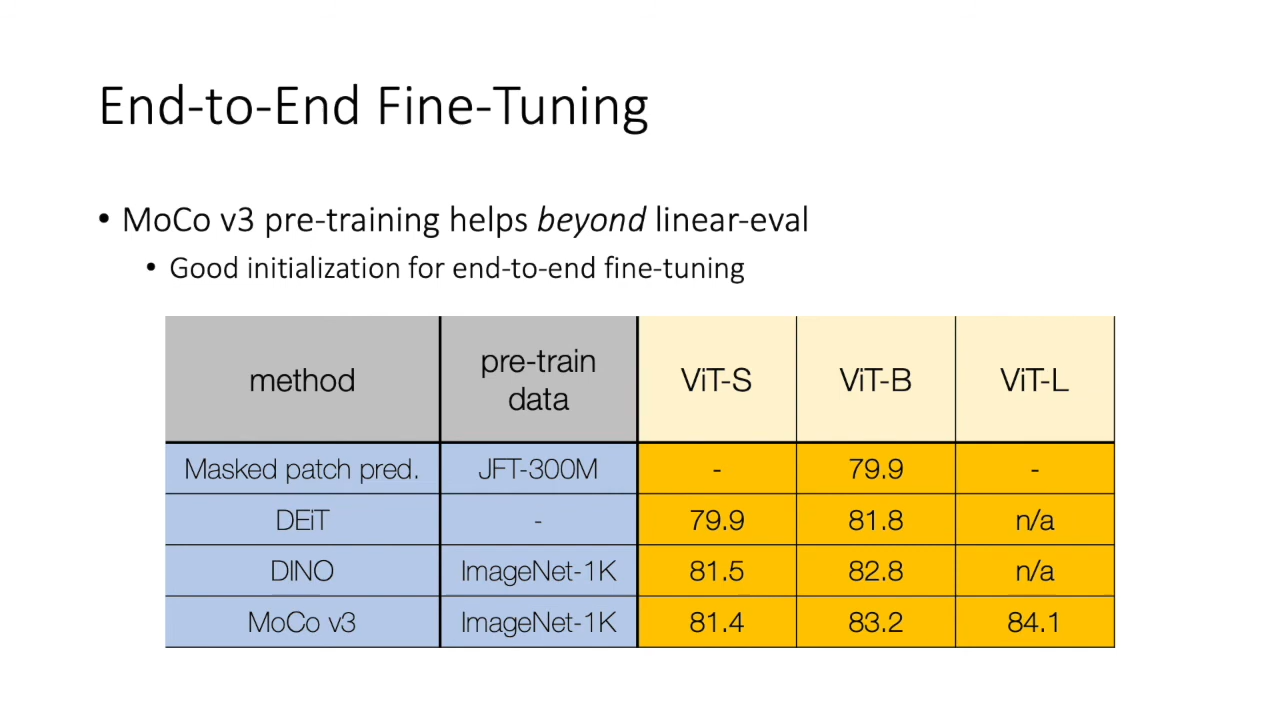 End-to-End Fine-Tuning
• MoCo v3 pre-training helps beyond linear-eval
• Good initialization for end-to-end fine-tuning
method pre-train data ViT-S ViT-B ViT-L
Masked patch pred. JFT-300M - 79.9 -
DEiT - 79.9 81.8 n/a
DINO ImageNet-1K 81.5 82.8 n/a
MoCo v3 ImageNet-1K 81.4 83.2 84.1